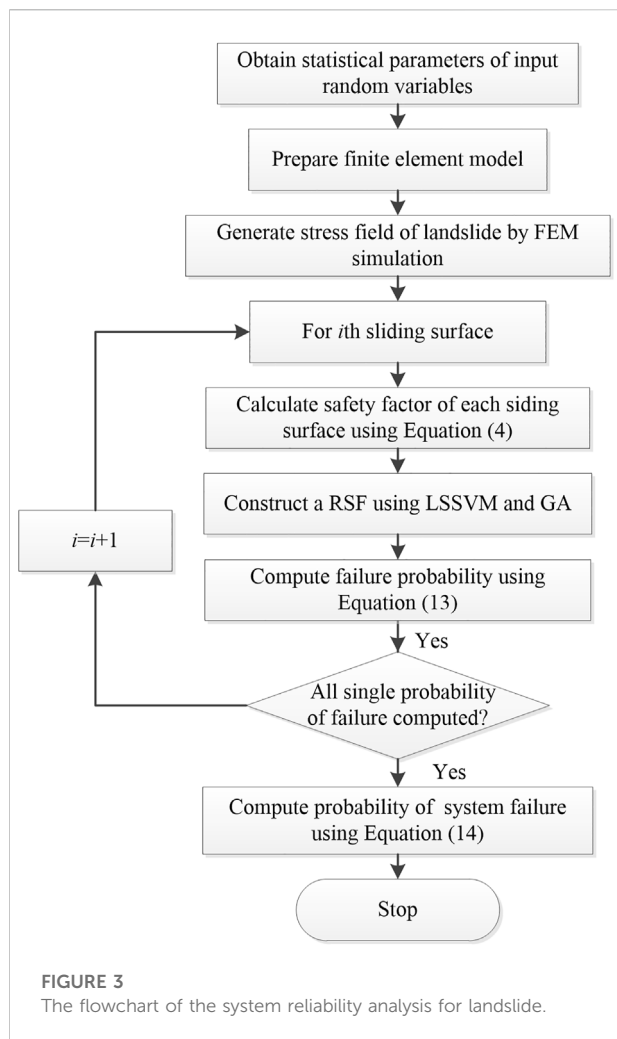 Obtain statistical parameters of input
random variables
Prepare finite element model
Generate stress field of landslide by FEM
simulation
For ith sliding surface
Calculate safety factor of each siding
surface using Equation (4)
Construct a RSF using LSSVM and GA
i=i+1
Compute failure probability using
Equation (13)
Yes
All single probability
of failure computed?
Yes
Compute probability of system failure
using Equation (14)
Stop
FIGURE 3
The flowchart of the system reliability analysis for landslide.